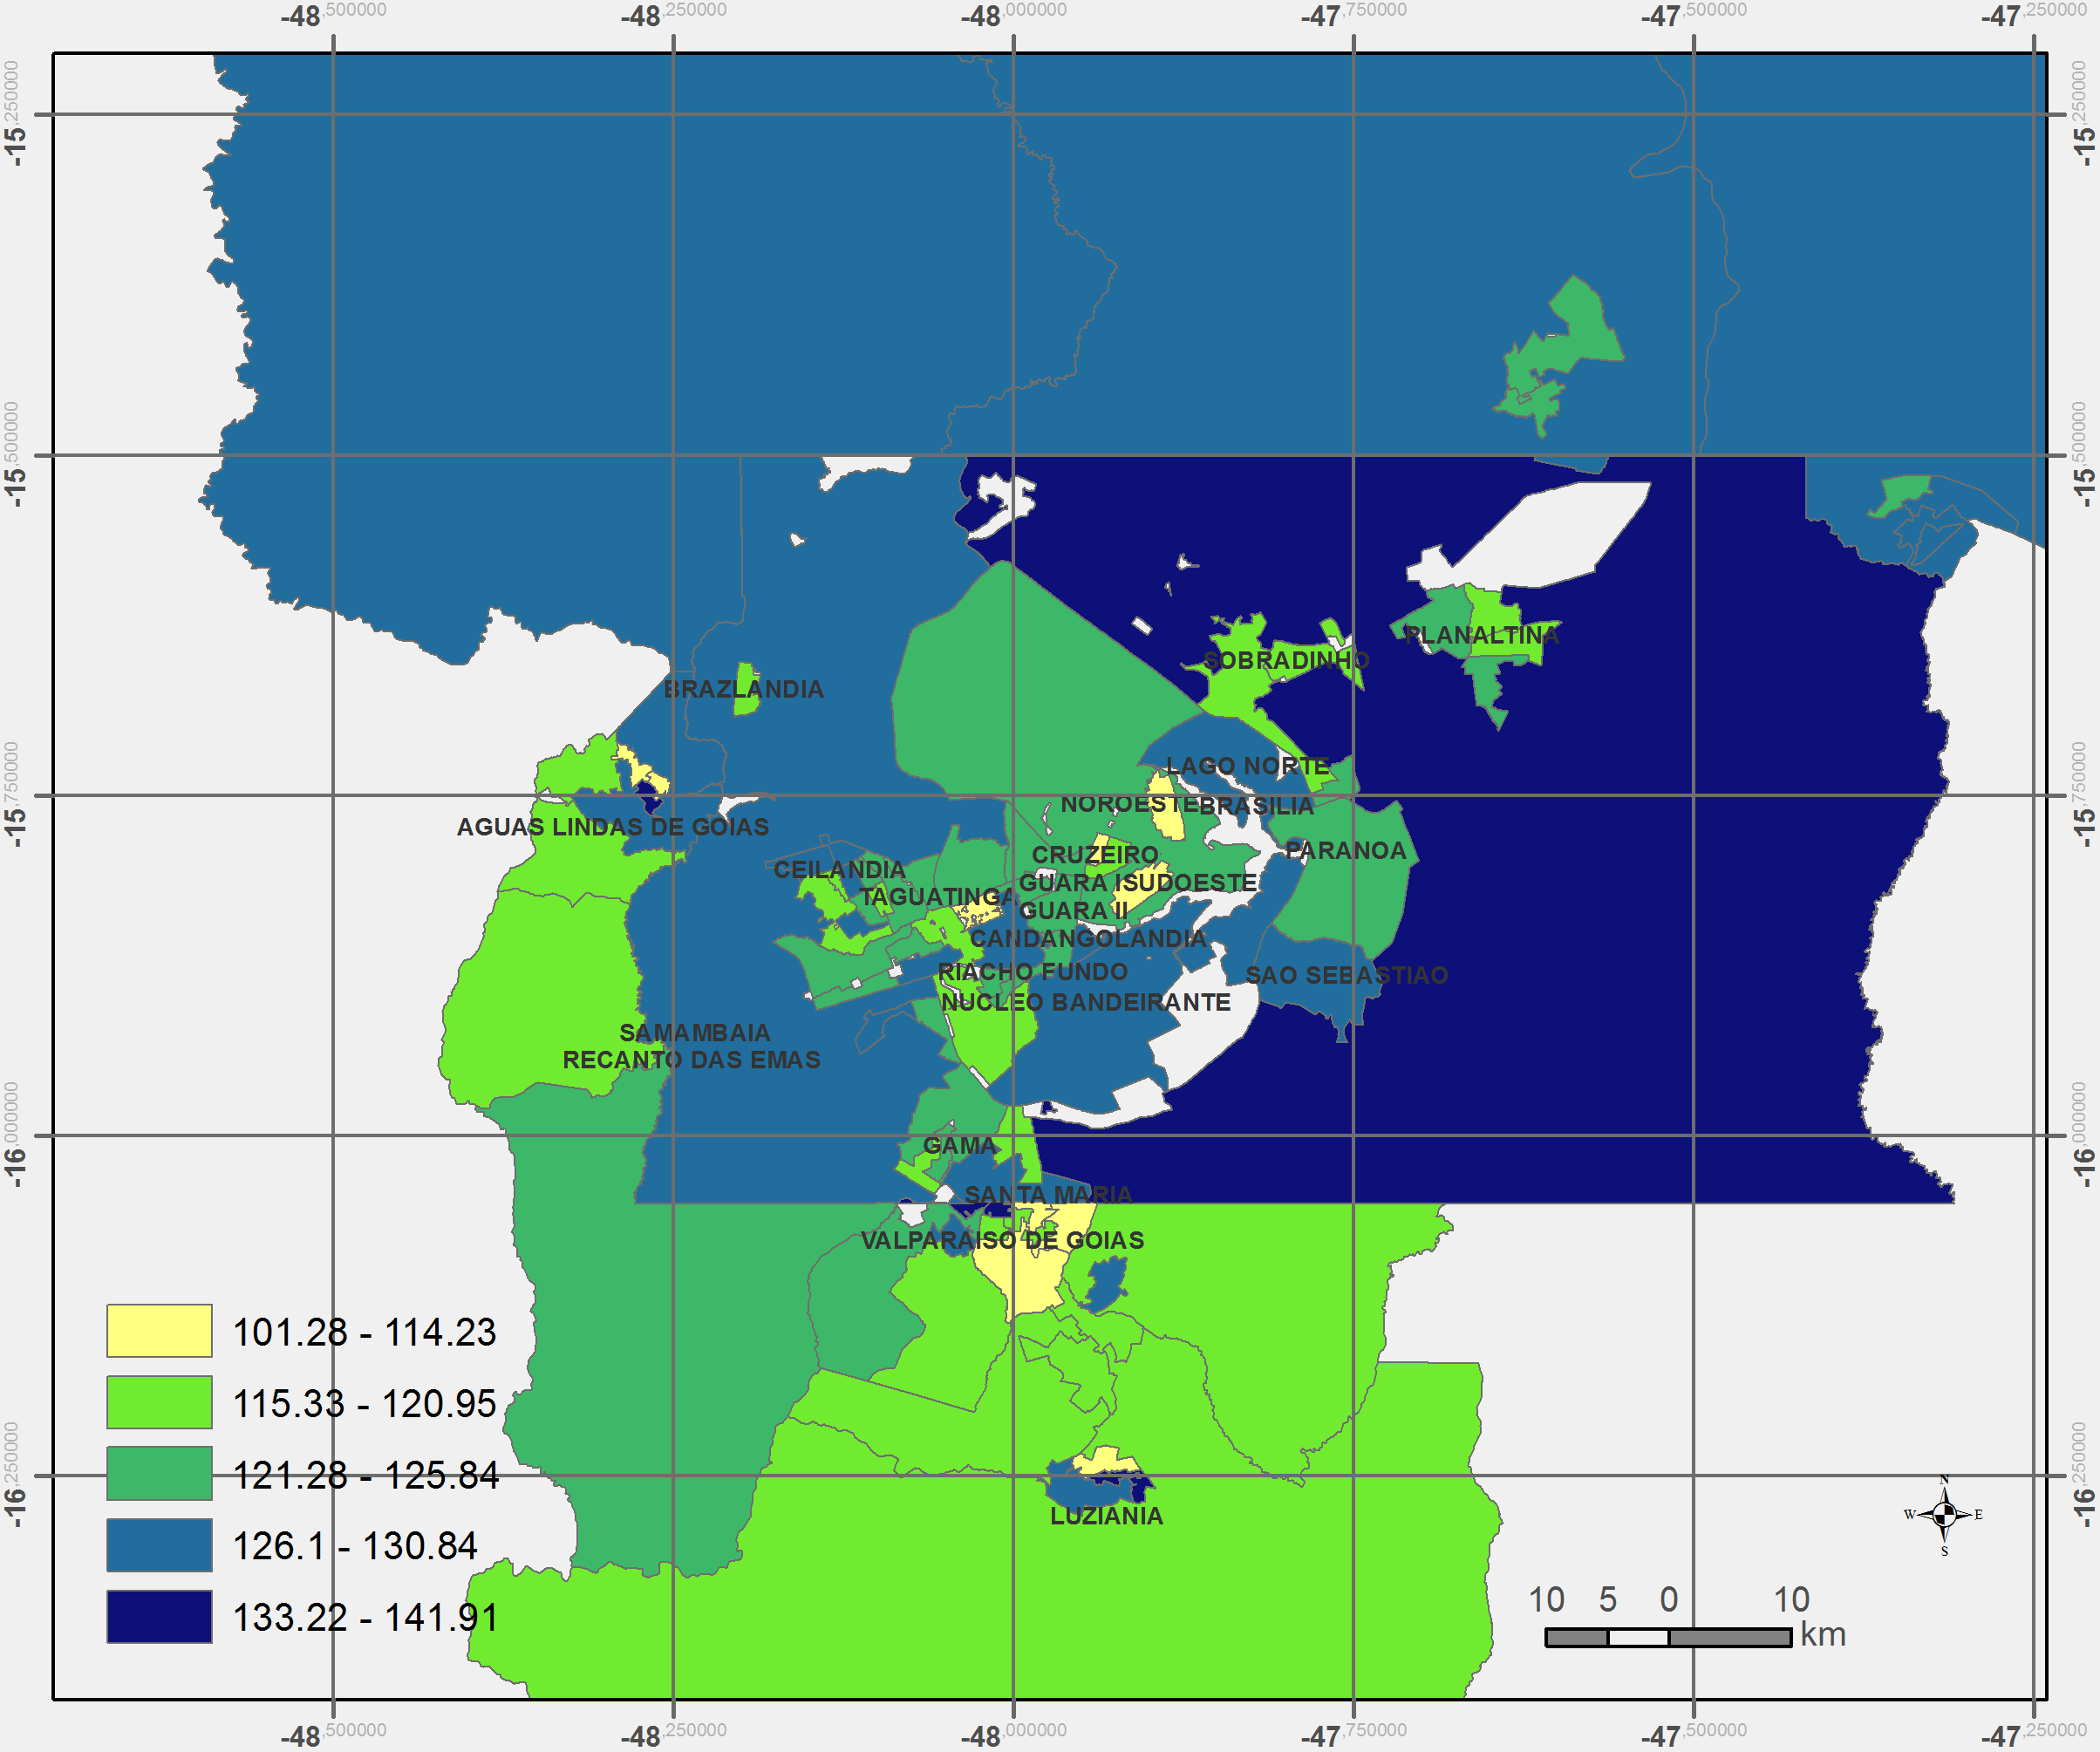 -48,500000 -48,250000 -48,000000 -47,750000 -47,500000 -47,250000
-15,250000 -15,250000
-15,500000 -15,500000
PLANALTINA
SOBRADINHO
BRAZLANDIA
LAGO NORTE
-15,750000 -15,750000
NOROESTE BRASILIA
AGUAS LINDAS DE GOIAS
PARANOA
CRUZEIRO
CEILANDIA
GUARA I SUDOESTE
TAGUATINGA
GUARA II
CANDANGOLANDIA
RIACHO FUNDO
SAO SEBASTIAO
NUCLEO BANDEIRANTE
SAMAMBAIA
RECANTO DAS EMAS
-16,000000 -16,000000
GAMA
SANTA MARIA
VALPARAISO DE GOIAS
101.28 - 114.23
115.33 - 120.95
121.28 - 125.84
126.1 - 130.84
133.22 - 141.91
-16,250000 -16,250000
LUZIANIA
N
W E
S
10 5 0 10
km
-48,500000 -48,250000 -48,000000 -47,750000 -47,500000 -47,250000